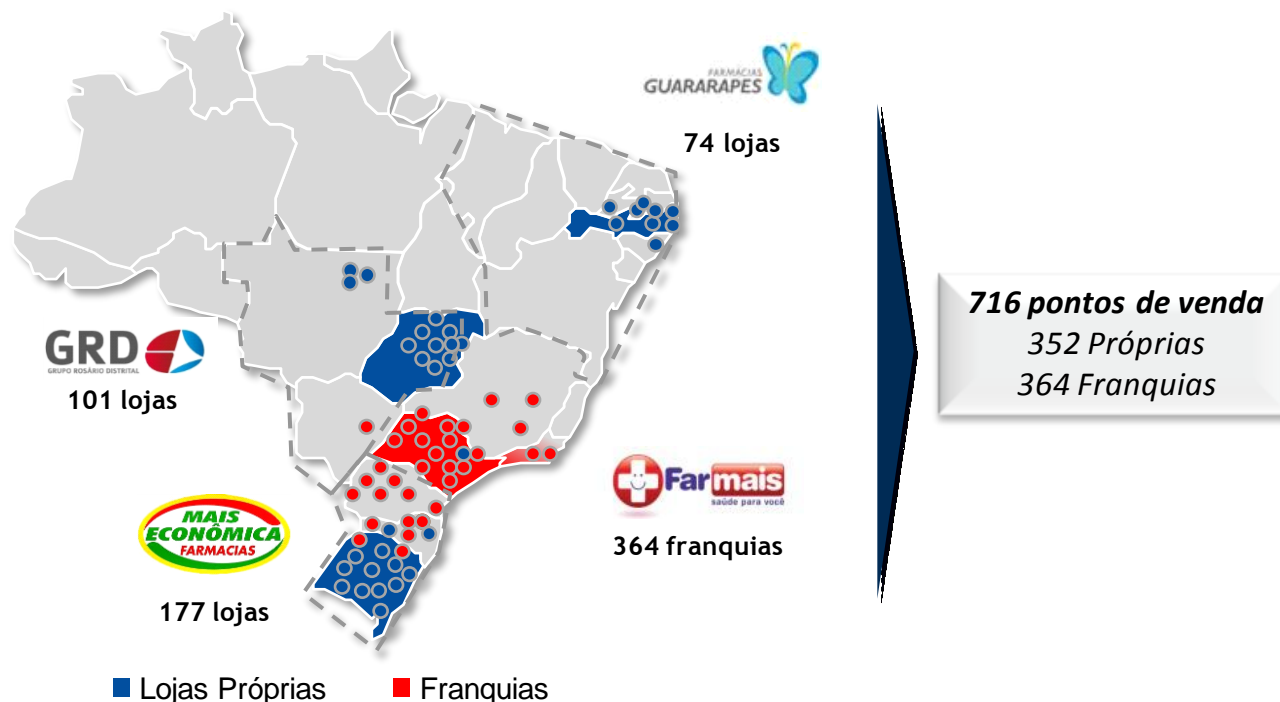 FARMÁCIAS
GUARARAPES
74 lojas
GRD
GRUPO ROSÁRIO DISTRITAL
101 lojas
716 pontos de venda
352 Próprias
364 Franquias
Farmais
saúde para você
364 franquias
MAIS
ECONÔMICA
FARMACIAS
177 lojas
Lojas Próprias
Franquias